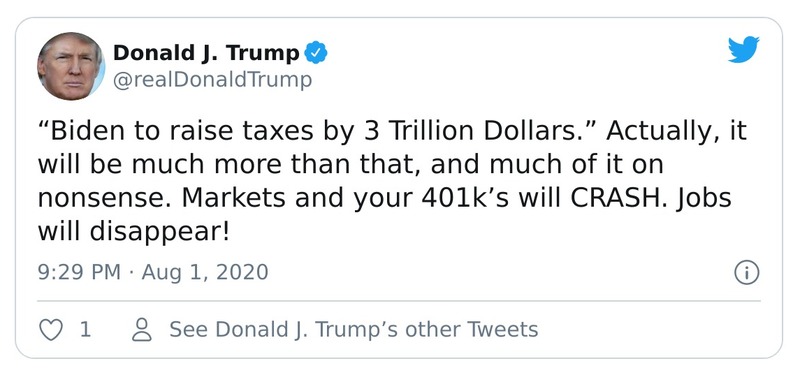 Donald J. Trump
@realDonaldTrump
“Biden to raise taxes by 3 Trillion Dollars.” Actually, it
will be much more than that, and much of it on
nonsense. Markets and your 401k’s will CRASH. Jobs
will disappear!
9:29 PM · Aug 1, 2020
1
See Donald J. Trump’s other Tweets